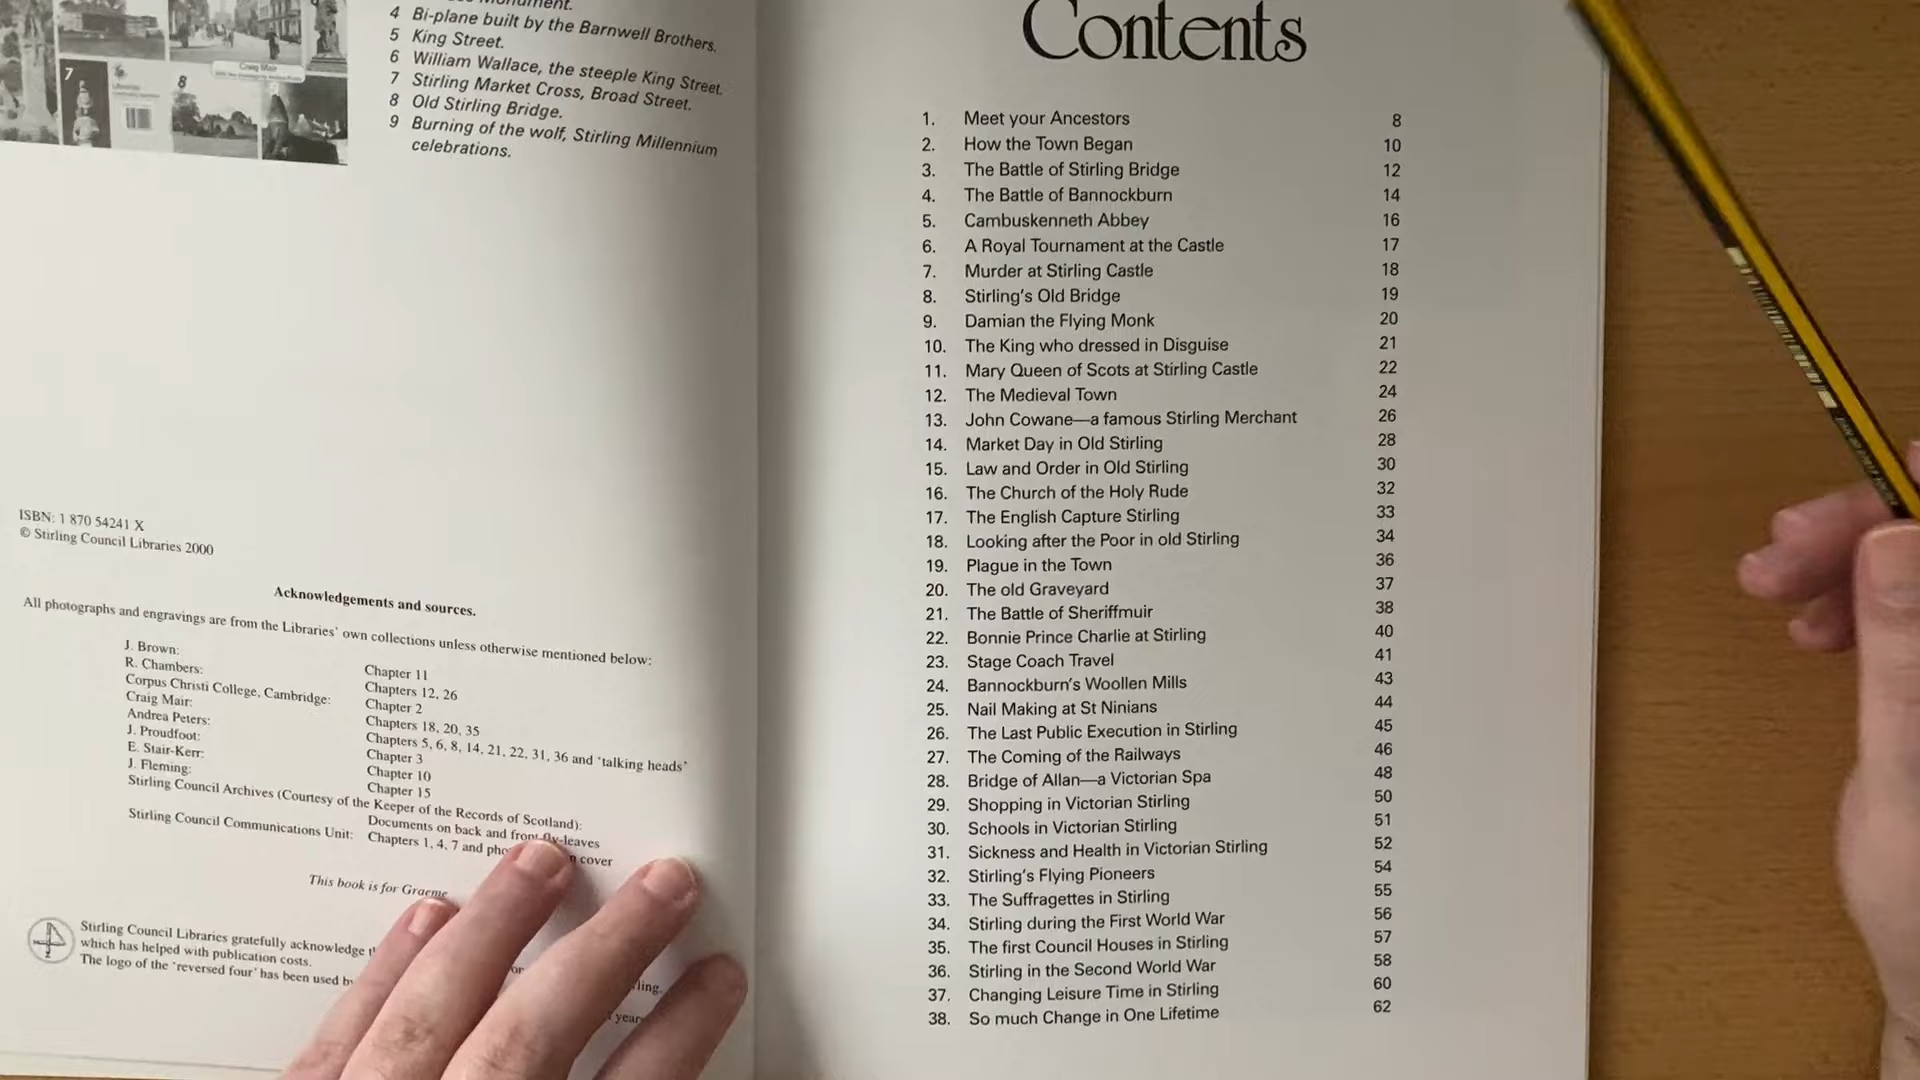 4 Bi-plane built by the Barnwell Brothers.
5 King Street.
6 William Wallace, the steeple King Street.
7 Stirling Market Cross, Broad Street.
8 Old Stirling Bridge.
9 Burning of the wolf, Stirling Millennium
celebrations.
7
8
Craig Mair
ISBN: 1 870 54241 X
© Stirling Council Libraries 2000
Acknowledgements and sources.
All photographs and engravings are from the Libraries' own collections unless otherwise mentioned below:
J. Brown: Chapter 11
R. Chambers: Chapters 12, 26
Corpus Christi College, Cambridge: Chapter 2
Craig Mair: Chapters 18, 20, 35
Andrea Peters: Chapters 5, 6, 8, 14, 21, 22, 31, 36 and 'talking heads'
J. Proudfoot: Chapter 3
E. Stair-Kerr: Chapter 10
J. Fleming: Chapter 15
Stirling Council Archives (Courtesy of the Keeper of the Records of Scotland):
Documents on back and front fly-leaves
Stirling Council Communications Unit: Chapters 1, 4, 7 and cover
This book is for Graeme
Stirling Council Libraries gratefully acknowledge
which has helped with publication costs.
The logo of the 'reversed four' has been used by
Contents
1. Meet your Ancestors 8
2. How the Town Began 10
3. The Battle of Stirling Bridge 12
4. The Battle of Bannockburn 14
5. Cambuskenneth Abbey 16
6. A Royal Tournament at the Castle 17
7. Murder at Stirling Castle 18
8. Stirling's Old Bridge 19
9. Damian the Flying Monk 20
10. The King who dressed in Disguise 21
11. Mary Queen of Scots at Stirling Castle 22
12. The Medieval Town 24
13. John Cowane—a famous Stirling Merchant 26
14. Market Day in Old Stirling 28
15. Law and Order in Old Stirling 30
16. The Church of the Holy Rude 32
17. The English Capture Stirling 33
18. Looking after the Poor in old Stirling 34
19. Plague in the Town 36
20. The old Graveyard 37
21. The Battle of Sheriffmuir 38
22. Bonnie Prince Charlie at Stirling 40
23. Stage Coach Travel 41
24. Bannockburn's Woollen Mills 43
25. Nail Making at St Ninians 44
26. The Last Public Execution in Stirling 45
27. The Coming of the Railways 46
28. Bridge of Allan—a Victorian Spa 48
29. Shopping in Victorian Stirling 50
30. Schools in Victorian Stirling 51
31. Sickness and Health in Victorian Stirling 52
32. Stirling's Flying Pioneers 54
33. The Suffragettes in Stirling 55
34. Stirling during the First World War 56
35. The first Council Houses in Stirling 57
36. Stirling in the Second World War 58
37. Changing Leisure Time in Stirling 60
38. So much Change in One Lifetime 62